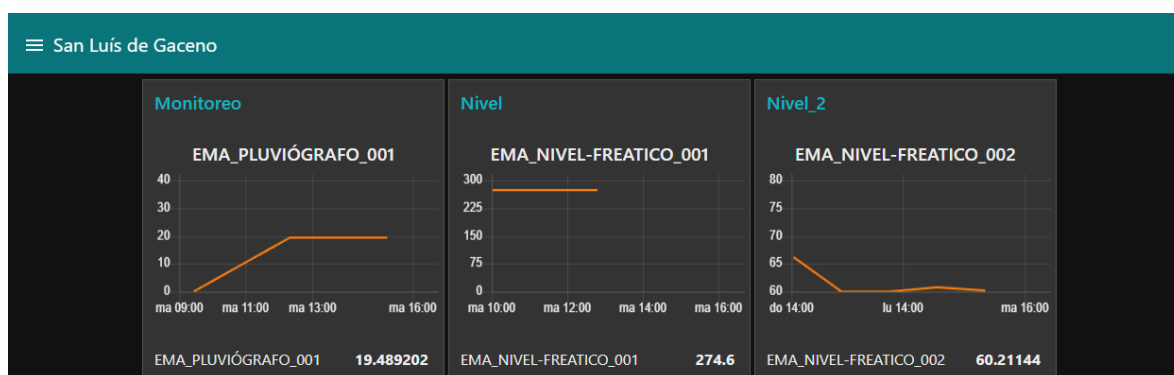 San Luís de Gaceno
Monitoreo
EMA_PLUVIÓGRAFO_001
40
30
20
10
0
ma 09:00 ma 11:00 ma 13:00 ma 16:00
EMA_PLUVIÓGRAFO_001 19.489202
Nivel
EMA_NIVEL-FREATICO_001
300
225
150
75
0
ma 10:00 ma 12:00 ma 14:00 ma 16:00
EMA_NIVEL-FREATICO_001 274.6
Nivel_2
EMA_NIVEL-FREATICO_002
80
75
70
65
60
do 14:00 lu 14:00 ma 16:00
EMA_NIVEL-FREATICO_002 60.21144